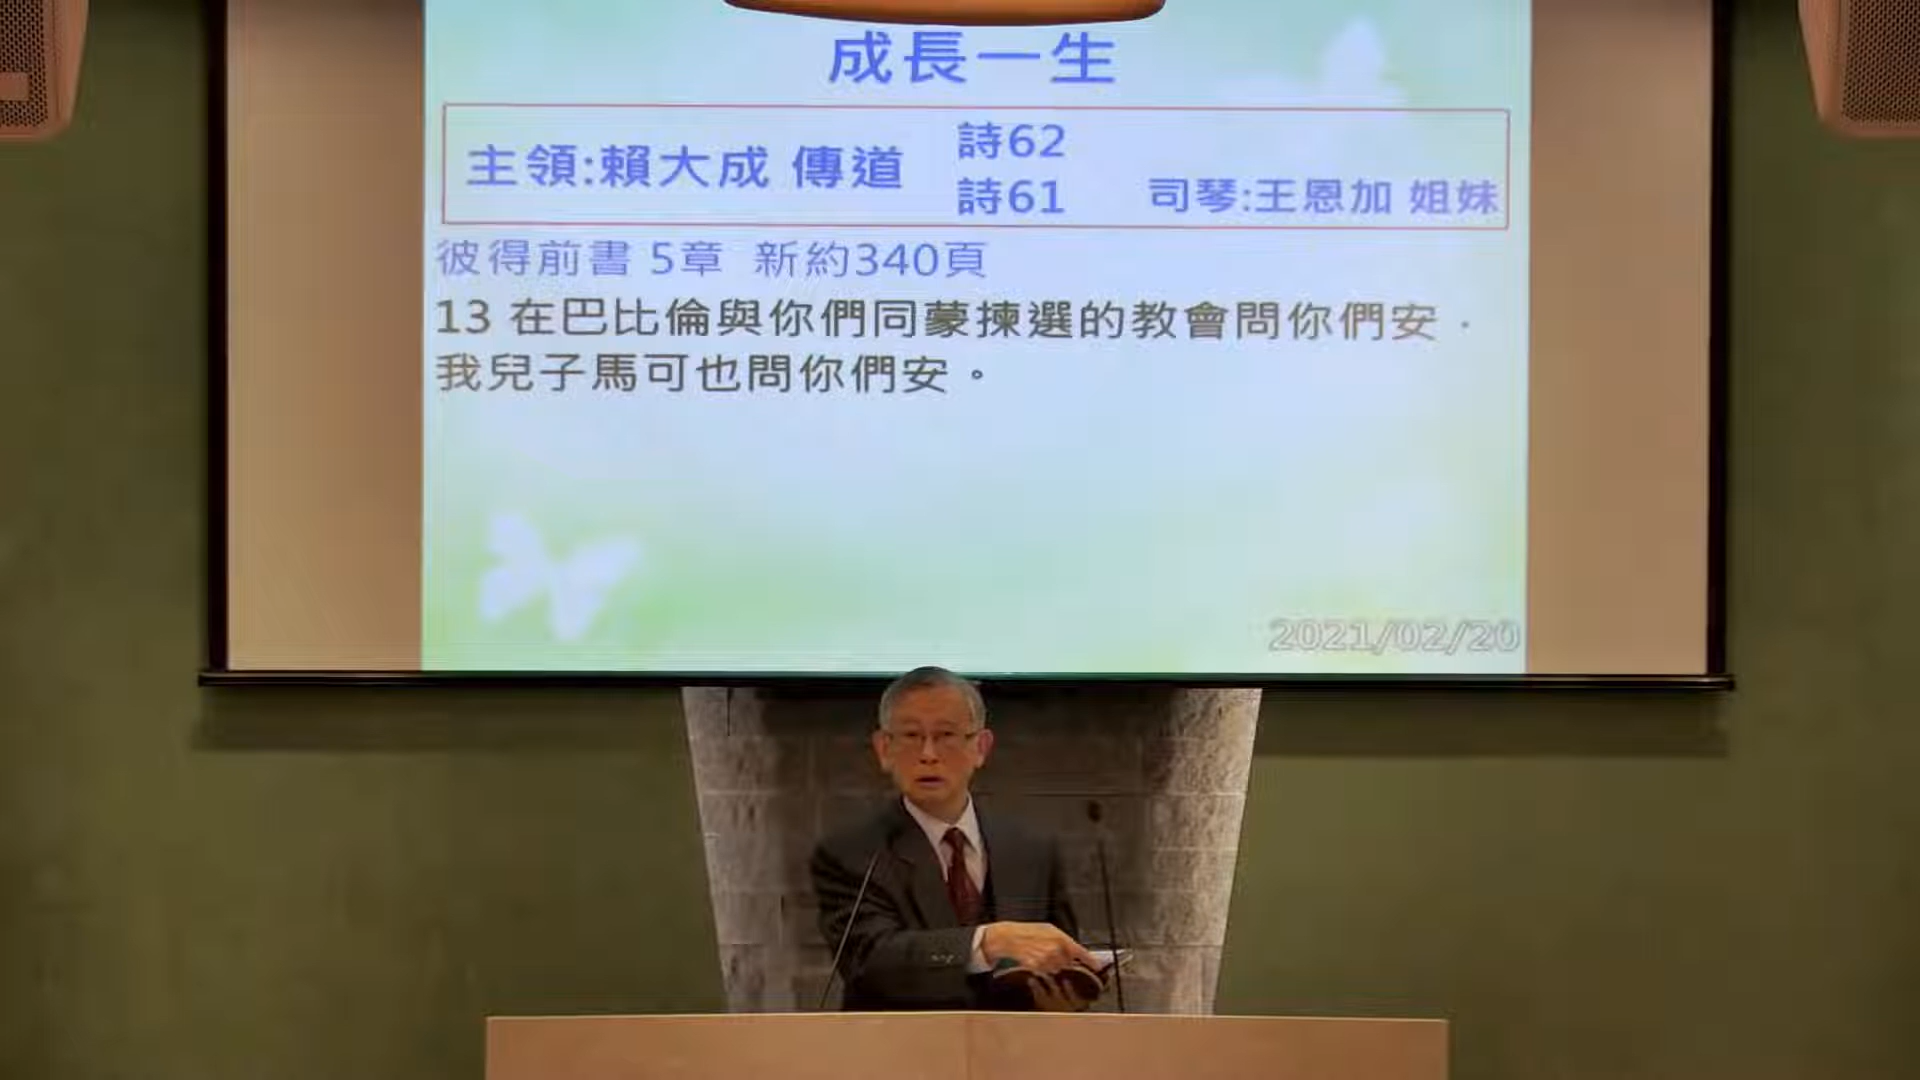 成長一生
主領:賴大成 傳道
詩62
詩61
司琴:王恩加 姐妹
彼得前書 5章 新約340頁
13 在巴比倫與你們同蒙揀選的教會問你們安．
我兒子馬可也問你們安。
2021/02/20